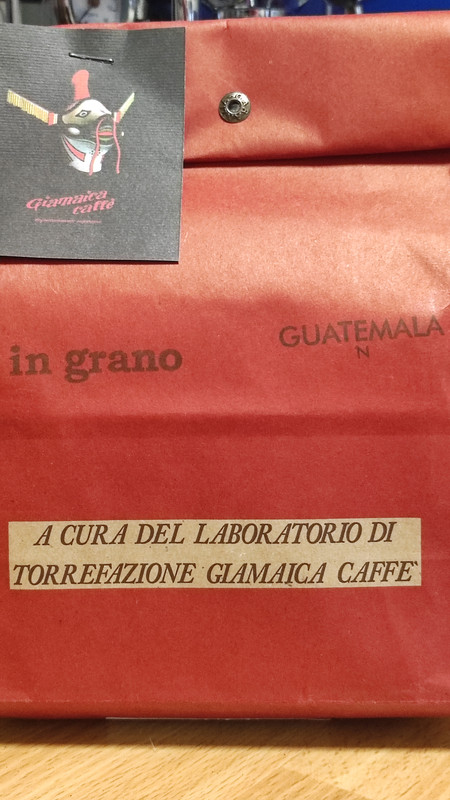 Giamaica
caffè
in grano
GUATEMALA
N
A CURA DEL LABORATORIO DI
TORREFAZIONE GIAMAICA CAFFE`